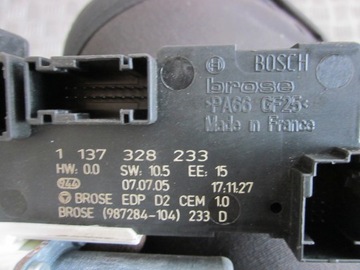 BOSCH
brose
>PA66 GF25<
Made in France
1 137 328 233
HW: 0.0 SW: 10.5 EE: 15
07.07.05 17:11:27
BROSE EDP D2 CEM 1.0
BROSE (987284-104) 233 D